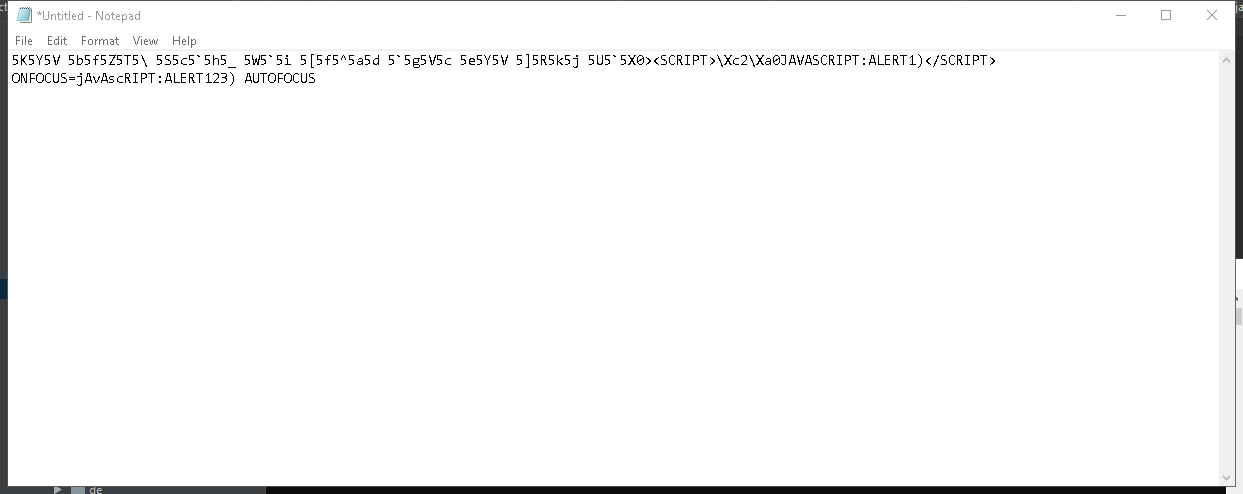 *Untitled - Notepad
File Edit Format View Help
5K5Y5V 5b5f5Z5T5\ 5S5c5`5h5_ 5W5`5i 5[5f5^5a5d 5`5g5V5c 5e5Y5V 5]5R5k5j 5U5`5X0><SCRIPT>\Xc2\Xa0JAVASCRIPT:ALERT1)</SCRIPT>
ONFOCUS=jAvAscRIPT:ALERT123) AUTOFOCUS
de